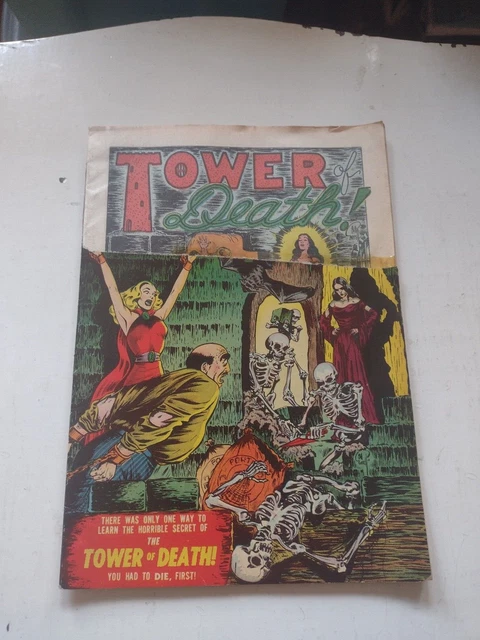 TOWER of
Death!
THERE WAS ONLY ONE WAY TO
LEARN THE HORRIBLE SECRET OF
THE
TOWER OF DEATH!
YOU HAD TO DIE, FIRST!